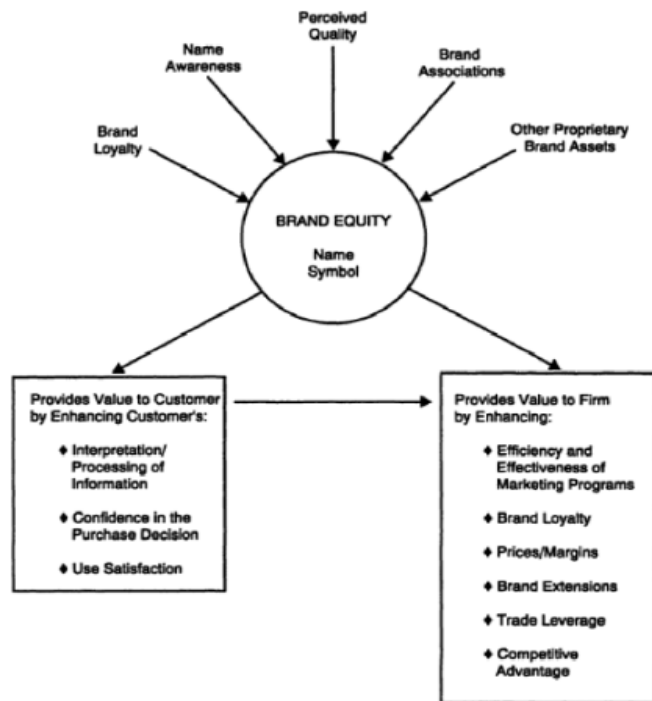 Perceived
Quality
Name
Awareness
Brand
Associations
Brand
Loyalty
Other Proprietary
Brand Assets
BRAND EQUITY
Name
Symbol
Provides Value to Customer
by Enhancing Customer's:
♦ Interpretation/
Processing of
Information
♦ Confidence in the
Purchase Decision
♦ Use Satisfaction
Provides Value to Firm
by Enhancing:
♦ Efficiency and
Effectiveness of
Marketing Programs
♦ Brand Loyalty
♦ Prices/Margins
♦ Brand Extensions
♦ Trade Leverage
♦ Competitive
Advantage